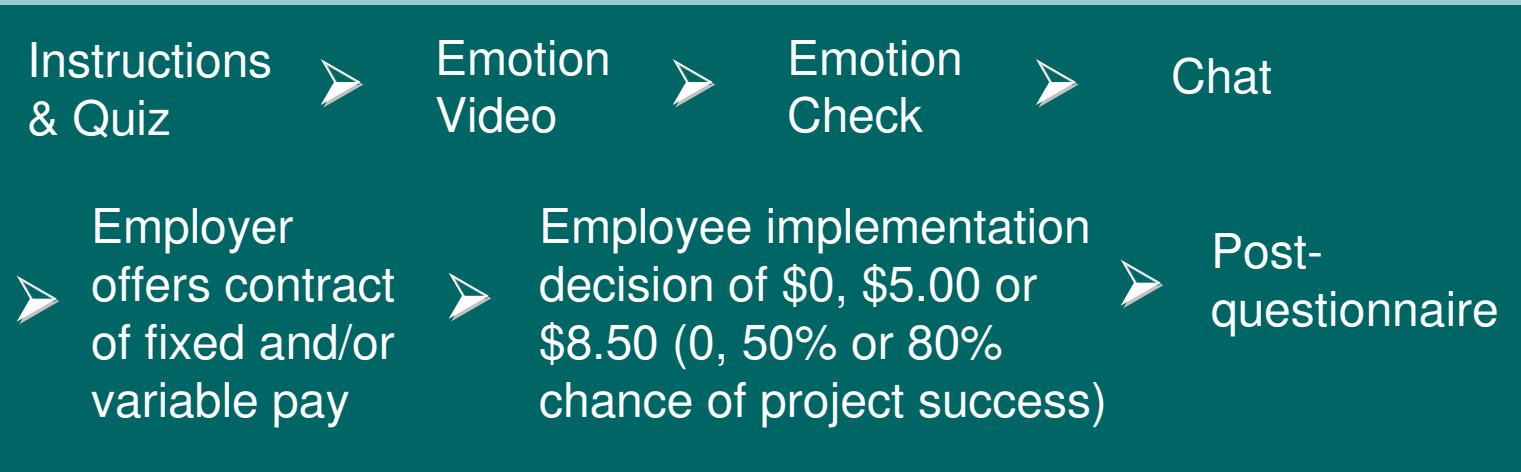 Instructions
& Quiz
Emotion
Video
Emotion
Check
Chat
Employer
offers contract
of fixed and/or
variable pay
Employee implementation
decision of $0, $5.00 or
$8.50 (0, 50% or 80%
chance of project success)
Post-
questionnaire